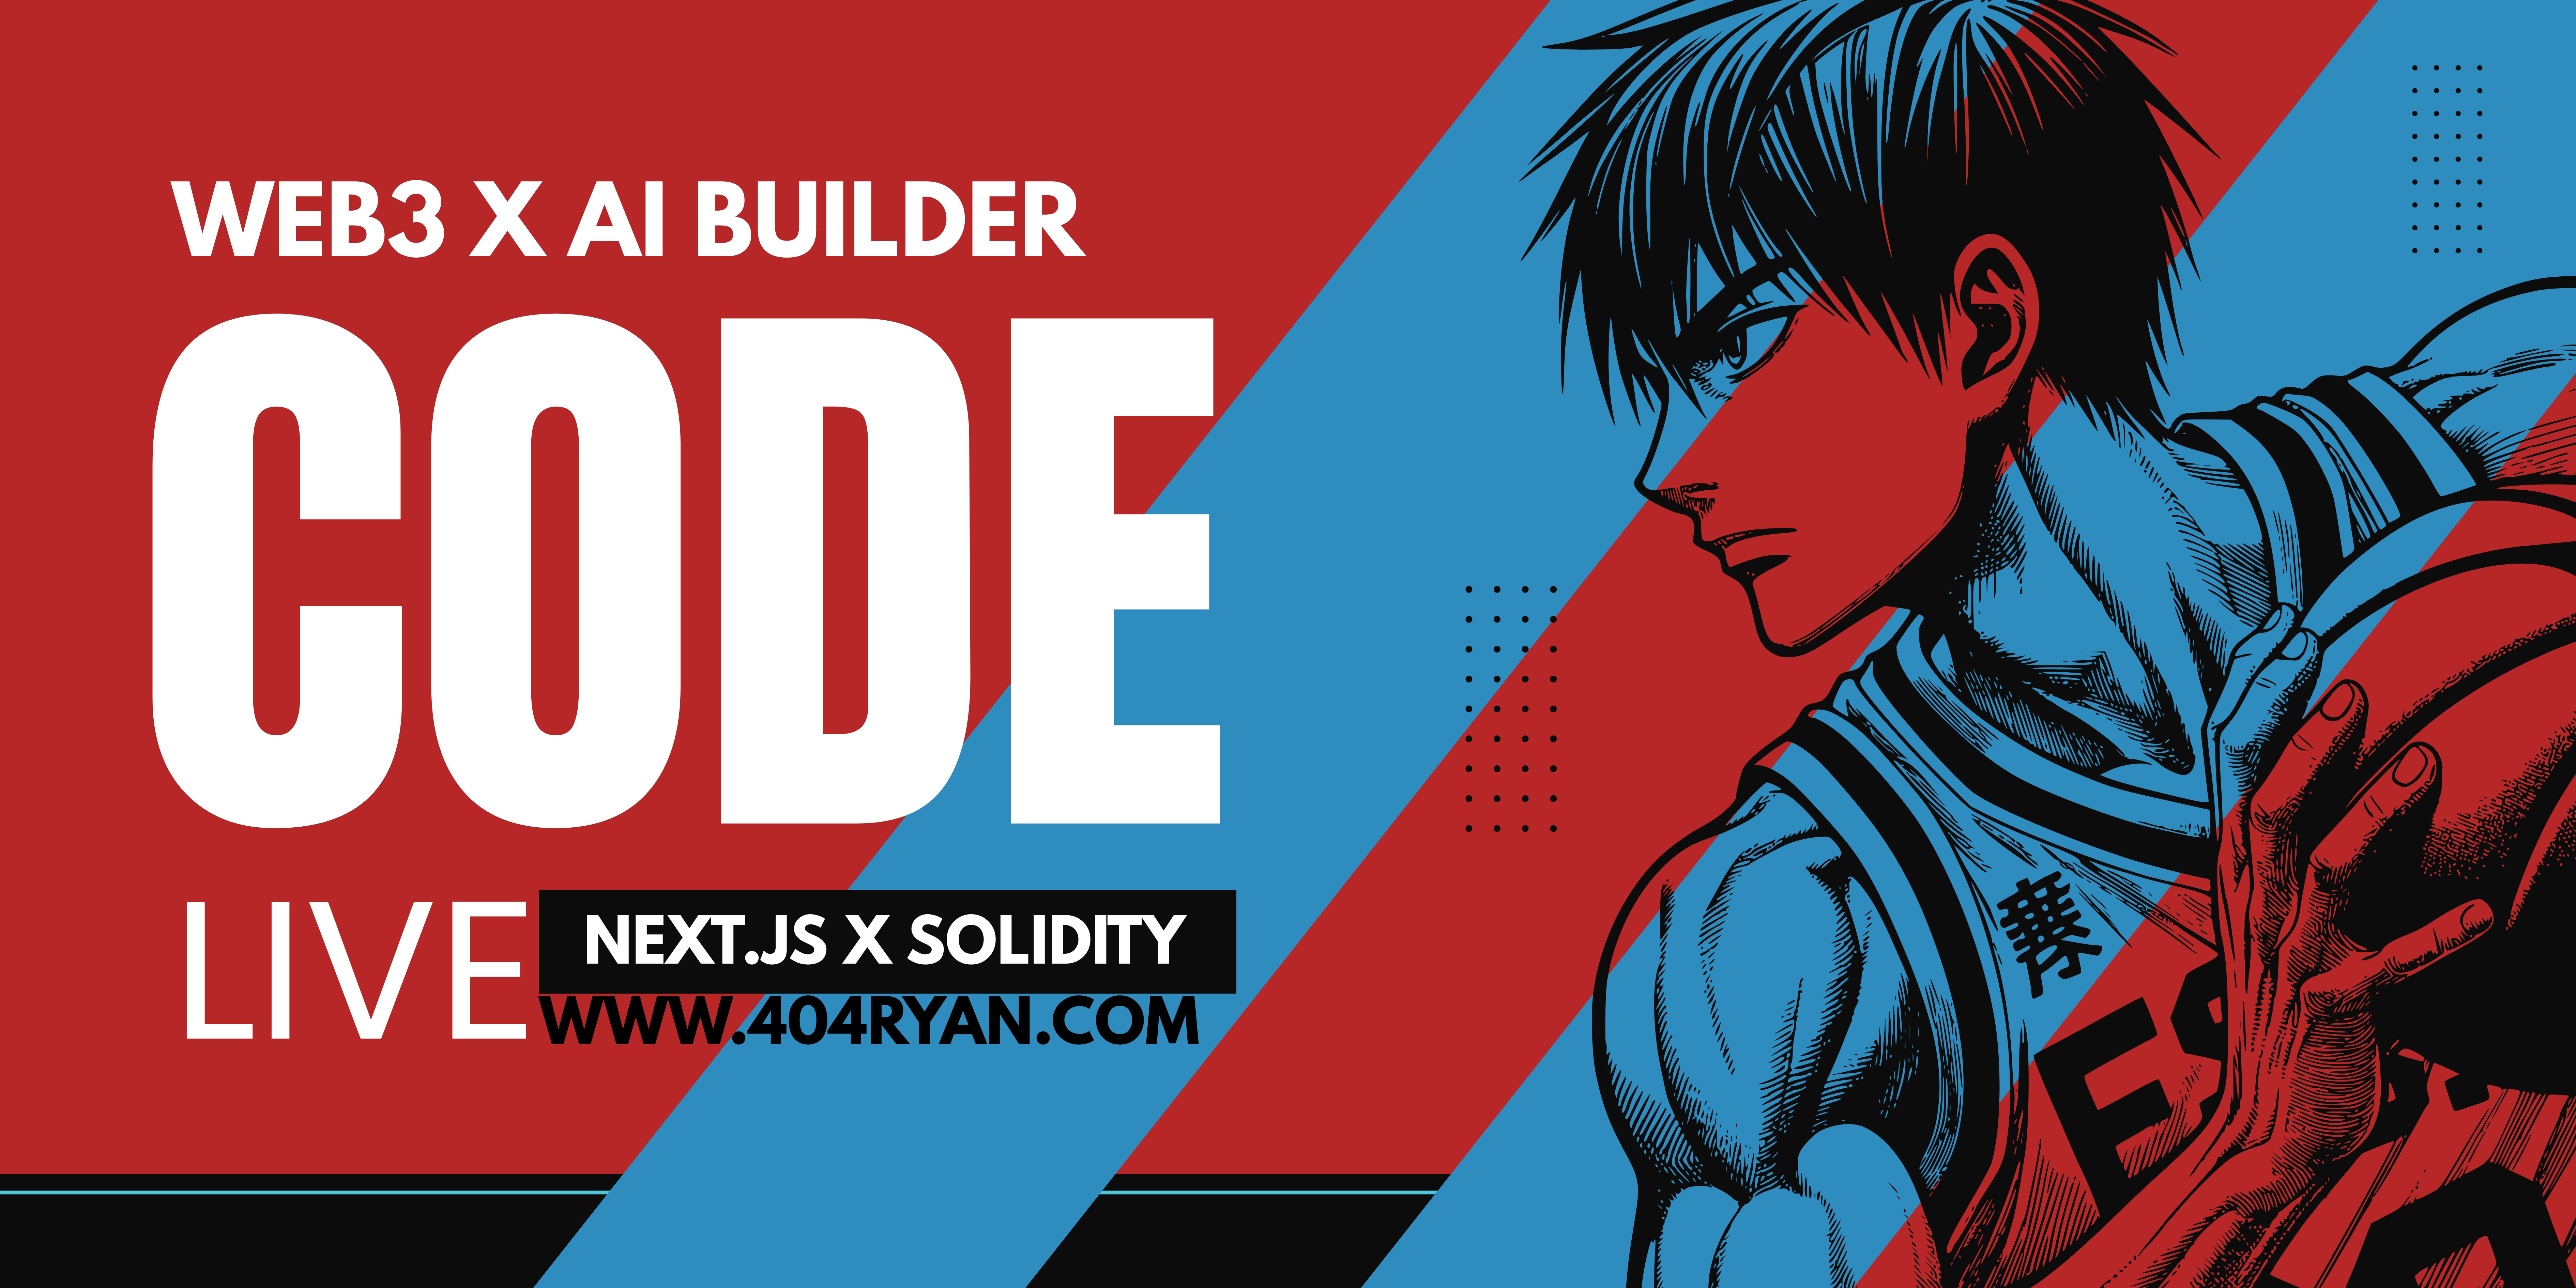 WEB3 X AI BUILDER
CODE
LIVE
NEXT.JS X SOLIDITY
WWW.404RYAN.COM